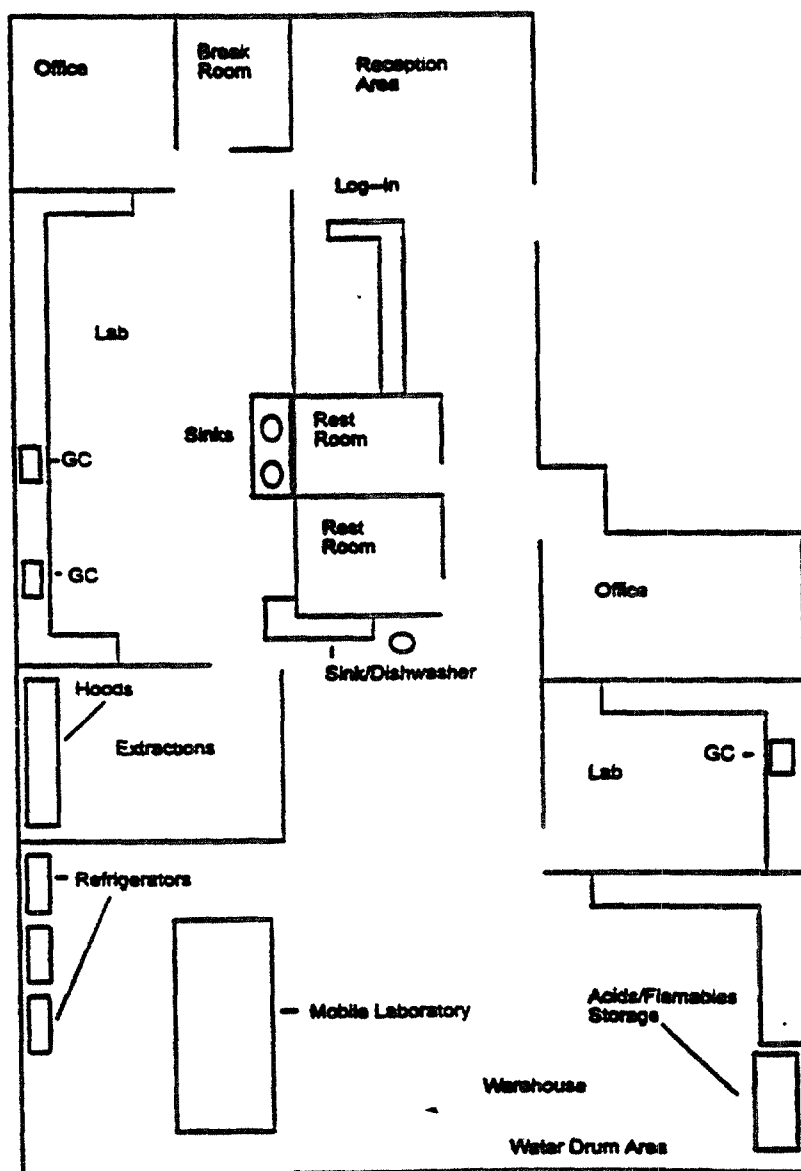 Office
Break
Room
Reception
Area
Log-in
Lab
Sinks
Rest
Room
GC
Rest
Room
GC
Office
Sink/Dishwasher
Hoods
Extractions
GC
Lab
Refrigerators
Acids/Flamables
Storage
Mobile Laboratory
Warehouse
Water Drum Area